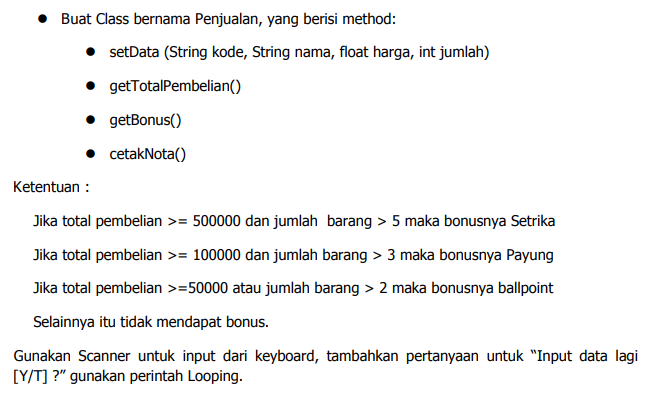 ● Buat Class bernama Penjualan, yang berisi method:
● setData (String kode, String nama, float harga, int jumlah)
● getTotalPembelian()
● getBonus()
● cetakNota()
Ketentuan :
Jika total pembelian >= 500000 dan jumlah barang > 5 maka bonusnya Setrika
Jika total pembelian >= 100000 dan jumlah barang > 3 maka bonusnya Payung
Jika total pembelian >=50000 atau jumlah barang > 2 maka bonusnya ballpoint
Selainnya itu tidak mendapat bonus.
Gunakan Scanner untuk input dari keyboard, tambahkan pertanyaan untuk “Input data lagi
[Y/T] ?” gunakan perintah Looping.